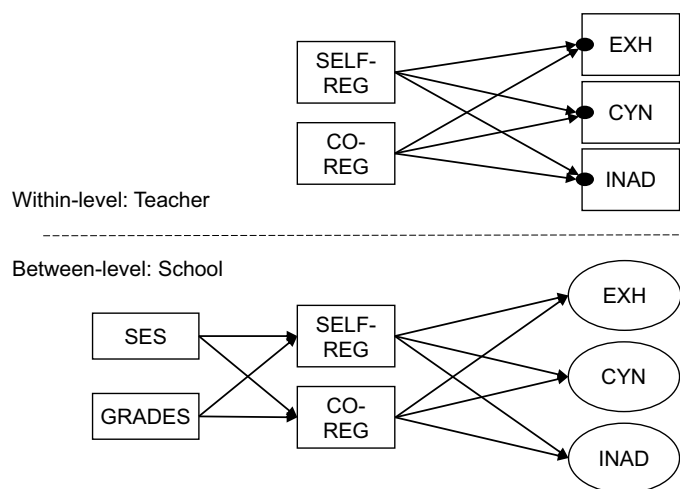 EXH
SELF-
REG
CYN
CO-
REG
INAD
Within-level: Teacher
Between-level: School
EXH
SELF-
REG
SES
CYN
CO-
REG
GRADES
INAD